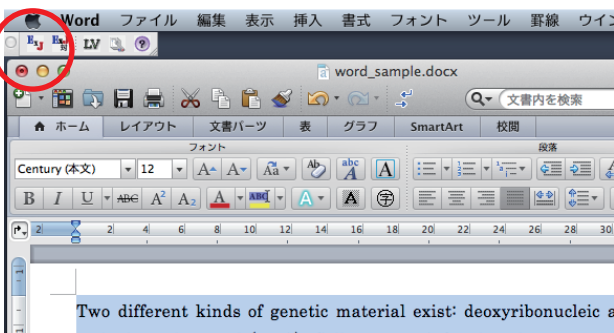 Word ファイル 編集 表示 挿入 書式 フォント ツール 罫線 ウイン
EXJ LV ?
word_sample.docx
文書内を検索
ホーム レイアウト 文書パーツ 表 グラフ SmartArt 校閲
フォント 段落
Century (本文) 12 A A Aa Ab abc A A
B I U ABC A² A₂ A ABC A A 字
2 2 4 6 8 10 12 14 16 18 20 22 24 26 28 30
Two different kinds of genetic material exist: deoxyribonucleic a